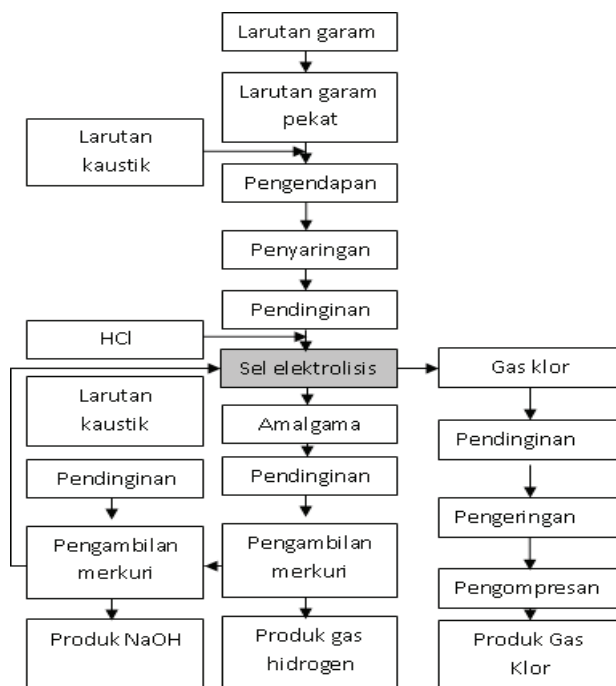 Larutan garam
Larutan garam
pekat
Larutan
kaustik
Pengendapan
Penyaringan
Pendinginan
HCl
Sel elektrolisis
Gas klor
Larutan
kaustik
Amalgama
Pendinginan
Pendinginan
Pendinginan
Pengeringan
Pengambilan
merkuri
Pengambilan
merkuri
Pengompresan
Produk NaOH
Produk gas
hidrogen
Produk Gas
Klor